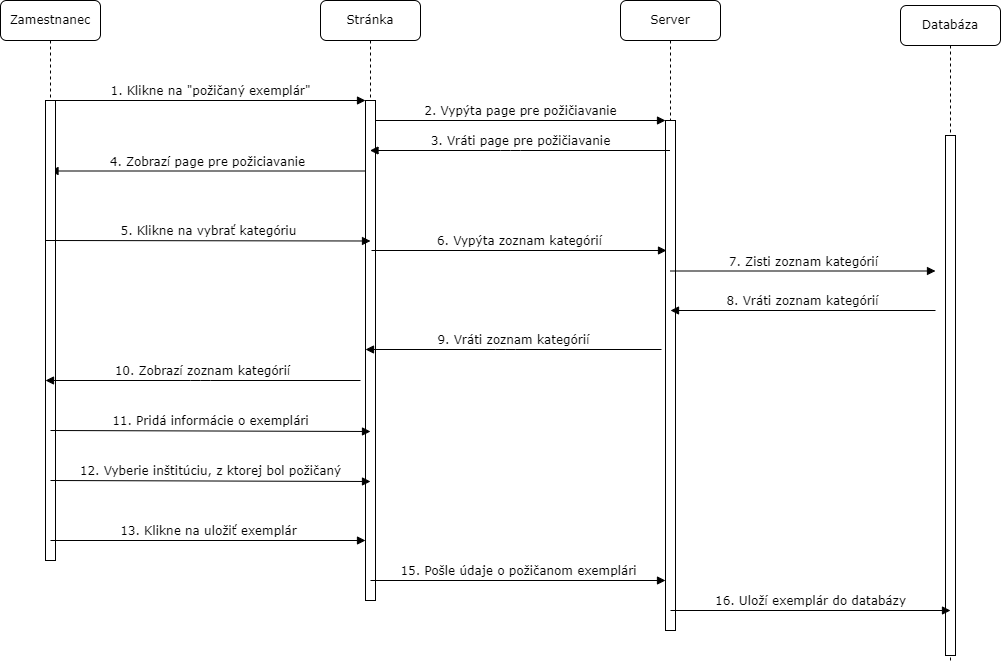 Zamestnanec
Stránka
Server
Databáza
1. Klikne na "požičaný exemplár"
2. Vypýta page pre požičiavanie
3. Vráti page pre požičiavanie
4. Zobrazí page pre požiciavanie
5. Klikne na vybrať kategóriu
6. Vypýta zoznam kategórií
7. Zisti zoznam kategórií
8. Vráti zoznam kategórií
9. Vráti zoznam kategórií
10. Zobrazí zoznam kategórií
11. Pridá informácie o exemplári
12. Vyberie inštitúciu, z ktorej bol požičaný
13. Klikne na uložiť exemplár
15. Pošle údaje o požičanom exemplári
16. Uloží exemplár do databázy